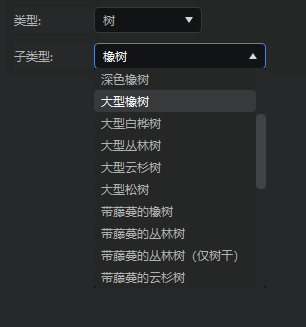 类型: 树
子类型: 橡树
深色橡树
大型橡树
大型白桦树
大型丛林树
大型云杉树
大型松树
带藤蔓的橡树
带藤蔓的丛林树
带藤蔓的丛林树（仅树干）
带藤蔓的云杉树